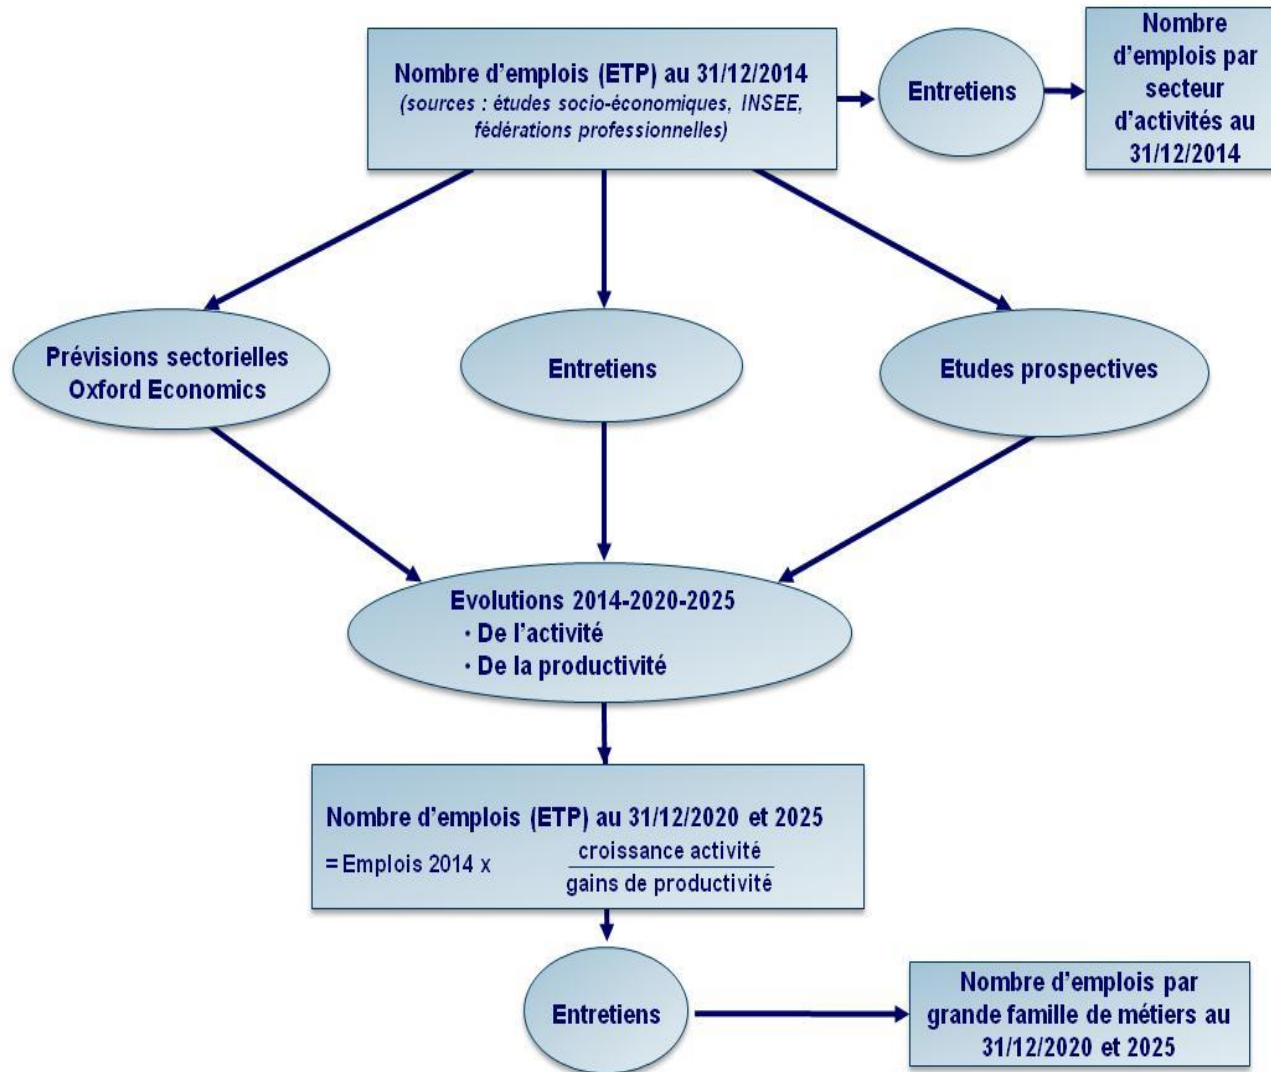 Nombre d'emplois (ETP) au 31/12/2014
(sources : études socio-économiques, INSEE,
fédérations professionnelles)
Entretiens
Nombre
d'emplois par
secteur
d'activités au
31/12/2014
Prévisions sectorielles
Oxford Economics
Entretiens
Etudes prospectives
Evolutions 2014-2020-2025
· De l'activité
· De la productivité
Nombre d'emplois (ETP) au 31/12/2020 et 2025
= Emplois 2014 x
croissance activité
gains de productivité
Entretiens
Nombre d'emplois par
grande famille de métiers au
31/12/2020 et 2025